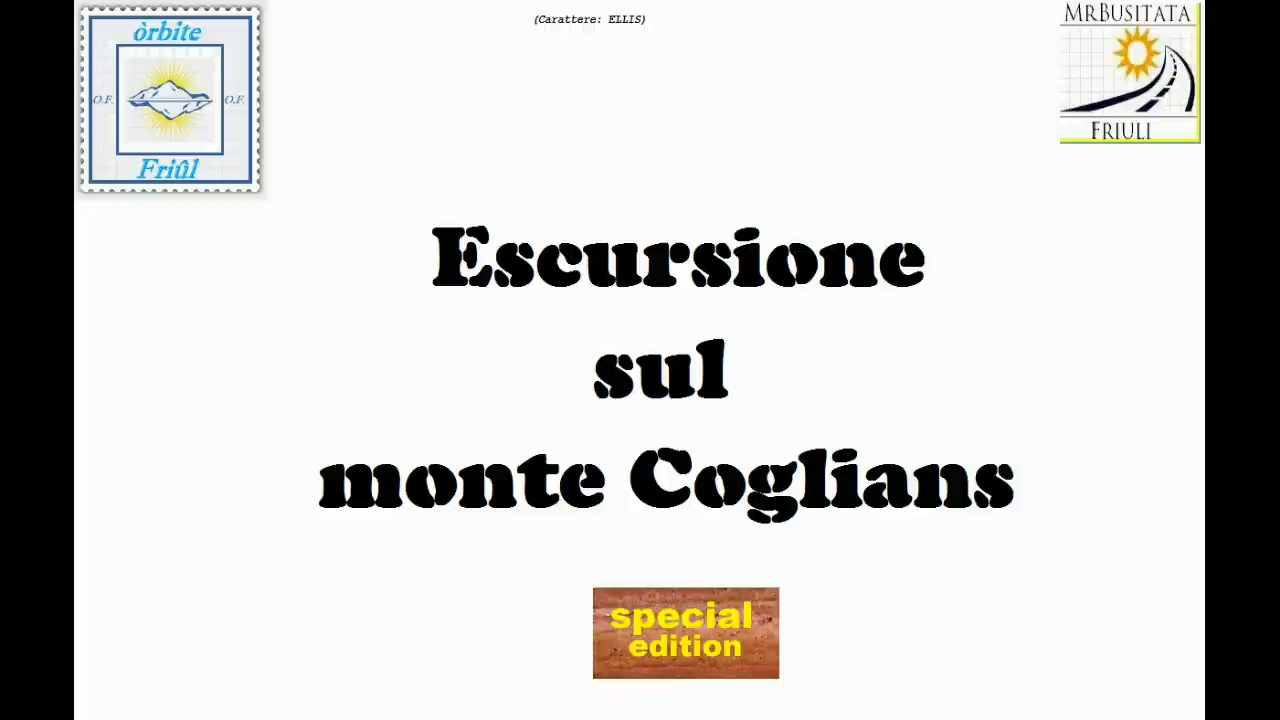 òrbite
O.F. O.F.
Friûl
(Carattere: ELLIS)
MRBUSITATA
FRIULI
Escursione
sul
monte Coglians
special
edition